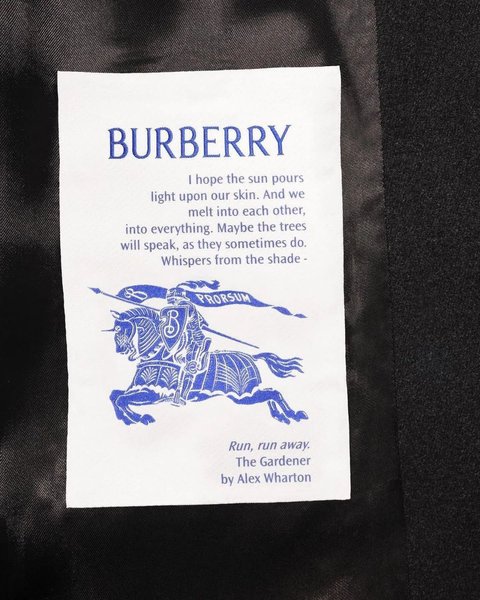 BURBERRY
I hope the sun pours
light upon our skin. And we
melt into each other,
into everything. Maybe the trees
will speak, as they sometimes do.
Whispers from the shade -
PRORSUM
B
Run, run away.
The Gardener
by Alex Wharton